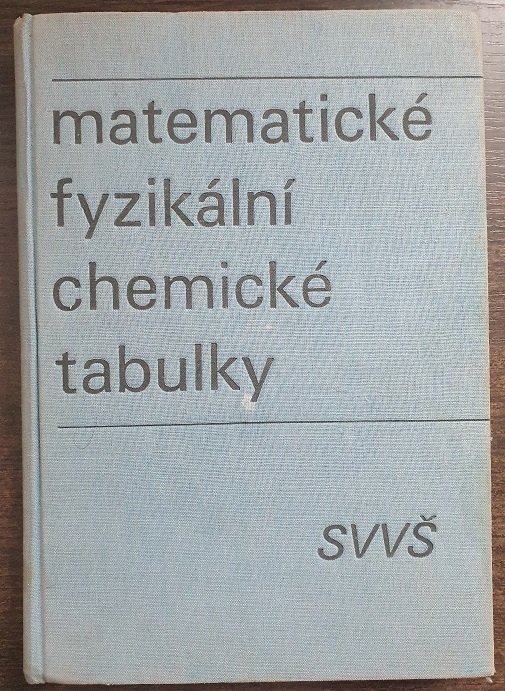 matematické
fyzikální
chemické
tabulky
SVVŠ